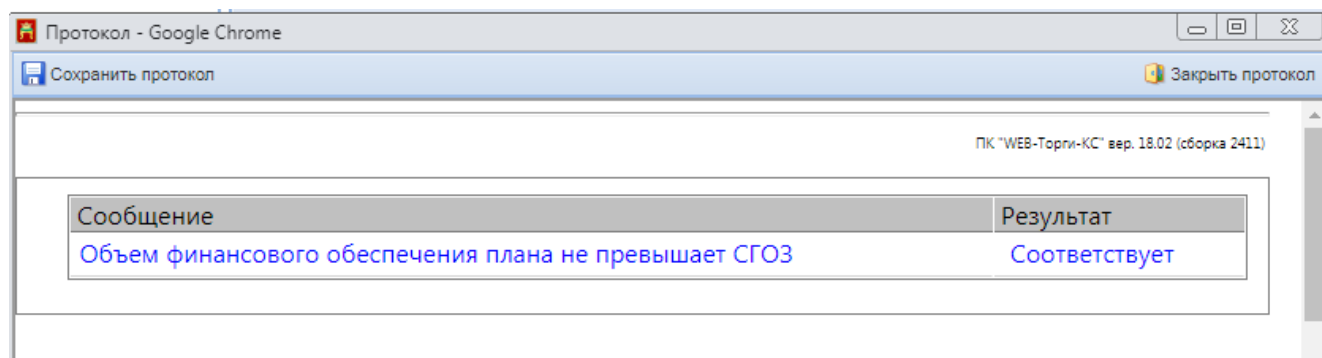 Протокол - Google Chrome
Сохранить протокол Закрыть протокол
ПК "WEB-Торги-КС" вер. 18.02 (сборка 2411)
Сообщение Результат
Объем финансового обеспечения плана не превышает СГОЗ Соответствует